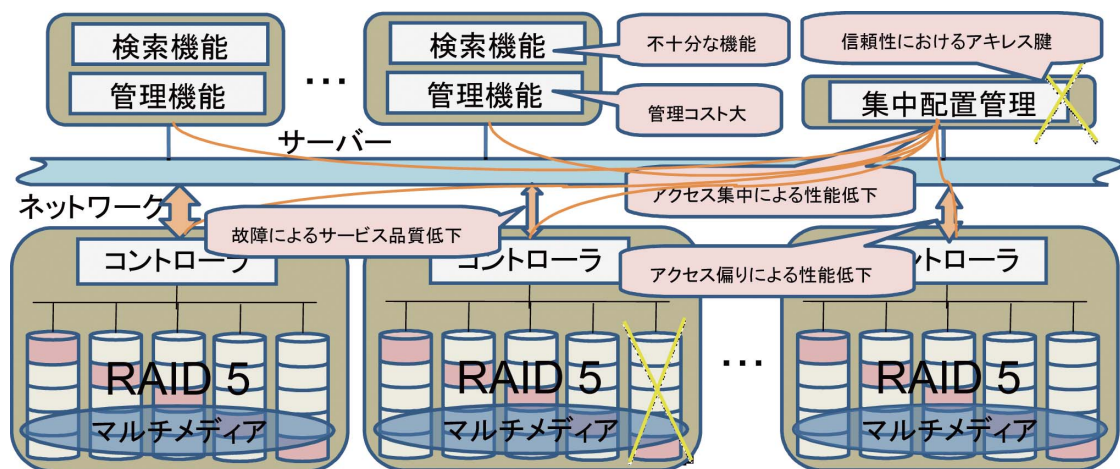 検索機能
管理機能
...
検索機能
管理機能
不十分な機能
管理コスト大
信頼性におけるアキレス腱
集中配置管理
サーバー
ネットワーク
アクセス集中による性能低下
故障によるサービス品質低下
アクセス偏りによる性能低下
コントローラ
コントローラ
ントローラ
RAID 5
マルチメディア
RAID 5
マルチメディア
...
RAID 5
マルチメディア